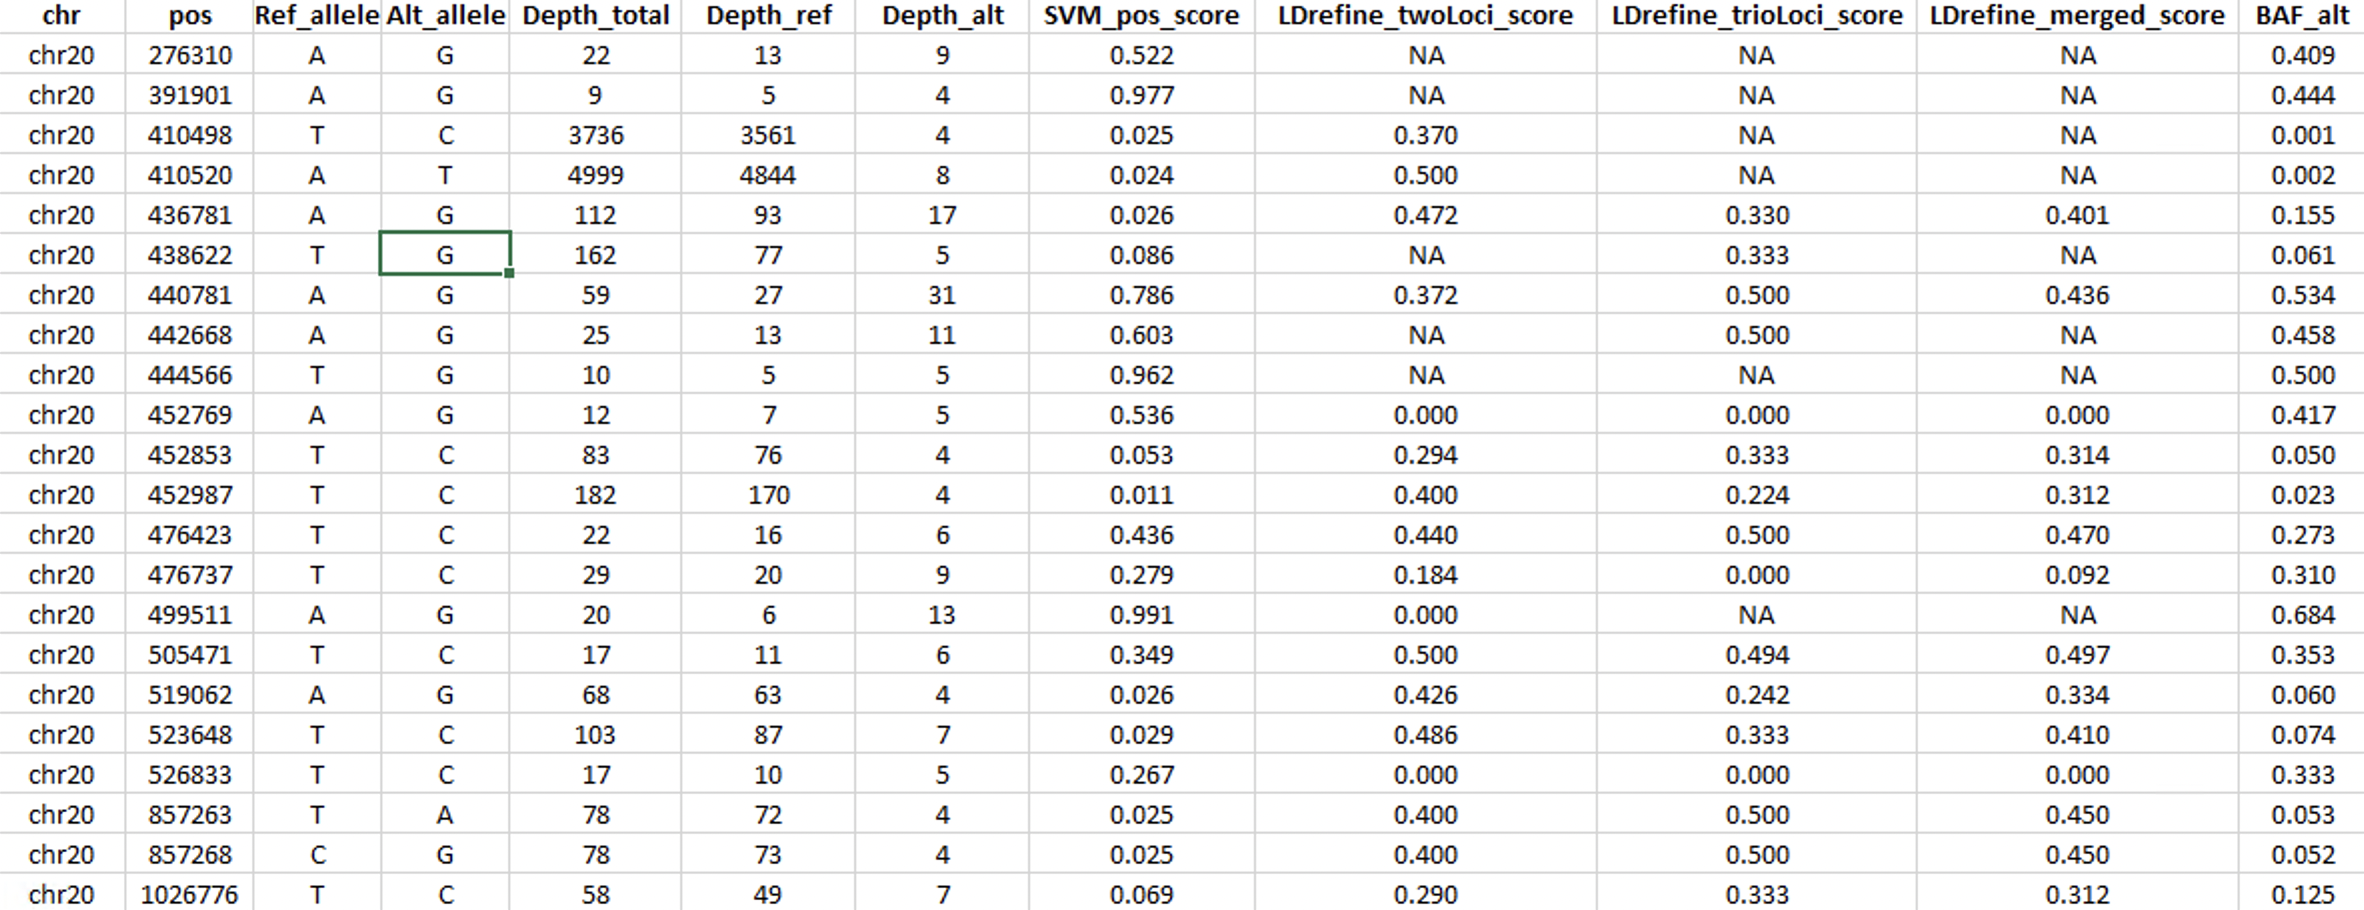 chr pos Ref_allele Alt_allele Depth_total Depth_ref Depth_alt SVM_pos_score LDrefine_twoLoci_score LDrefine_trioLoci_score LDrefine_merged_score BAF_alt
chr20 276310 A G 22 13 9 0.522 NA NA NA 0.409
chr20 391901 A G 9 5 4 0.977 NA NA NA 0.444
chr20 410498 T C 3736 3561 4 0.025 0.370 NA NA 0.001
chr20 410520 A T 4999 4844 8 0.024 0.500 NA NA 0.002
chr20 436781 A G 112 93 17 0.026 0.472 0.330 0.401 0.155
chr20 438622 T G 162 77 5 0.086 NA 0.333 NA 0.061
chr20 440781 A G 59 27 31 0.786 0.372 0.500 0.436 0.534
chr20 442668 A G 25 13 11 0.603 NA 0.500 NA 0.458
chr20 444566 T G 10 5 5 0.962 NA NA NA 0.500
chr20 452769 A G 12 7 5 0.536 0.000 0.000 0.000 0.417
chr20 452853 T C 83 76 4 0.053 0.294 0.333 0.314 0.050
chr20 452987 T C 182 170 4 0.011 0.400 0.224 0.312 0.023
chr20 476423 T C 22 16 6 0.436 0.440 0.500 0.470 0.273
chr20 476737 T C 29 20 9 0.279 0.184 0.000 0.092 0.310
chr20 499511 A G 20 6 13 0.991 0.000 NA NA 0.684
chr20 505471 T C 17 11 6 0.349 0.500 0.494 0.497 0.353
chr20 519062 A G 68 63 4 0.026 0.426 0.242 0.334 0.060
chr20 523648 T C 103 87 7 0.029 0.486 0.333 0.410 0.074
chr20 526833 T C 17 10 5 0.267 0.000 0.000 0.000 0.333
chr20 857263 T A 78 72 4 0.025 0.400 0.500 0.450 0.053
chr20 857268 C G 78 73 4 0.025 0.400 0.500 0.450 0.052
chr20 1026776 T C 58 49 7 0.069 0.290 0.333 0.312 0.125